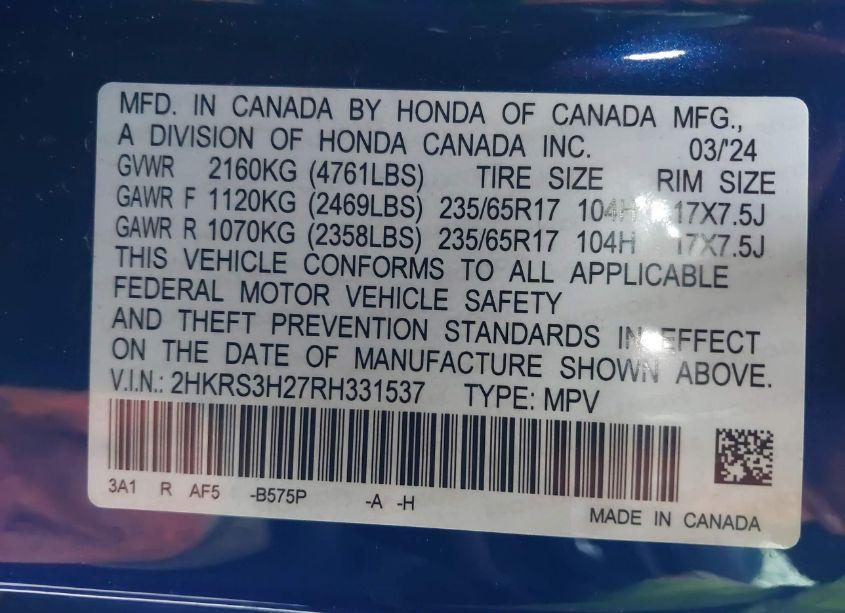 MFD. IN CANADA BY HONDA OF CANADA MFG.,
A DIVISION OF HONDA CANADA INC. 03/'24
GVWR 2160KG (4761LBS) TIRE SIZE RIM SIZE
GAWR F 1120KG (2469LBS) 235/65R17 104H 17X7.5J
GAWR R 1070KG (2358LBS) 235/65R17 104H 17X7.5J
THIS VEHICLE CONFORMS TO ALL APPLICABLE
FEDERAL MOTOR VEHICLE SAFETY
AND THEFT PREVENTION STANDARDS IN EFFECT
ON THE DATE OF MANUFACTURE SHOWN ABOVE.
V.I.N.: 2HKRS3H27RH331537 TYPE: MPV
3A1 R AF5 -B575P -A -H
MADE IN CANADA